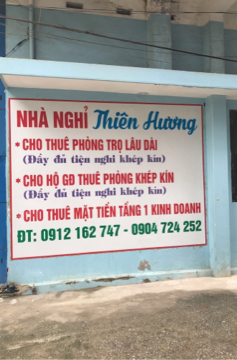 NHÀ NGHỈ Thiên Hương
* CHO THUÊ PHÒNG TRỌ LÂU DÀI
(Đầy đủ tiện nghi khép kín)
* CHO HỘ GĐ THUÊ PHÒNG KHÉP KÍN
(Đầy đủ tiện nghi khép kín)
* CHO THUÊ MẶT TIỀN TẦNG 1 KINH DOANH
ĐT: 0912 162 747 - 0904 724 252